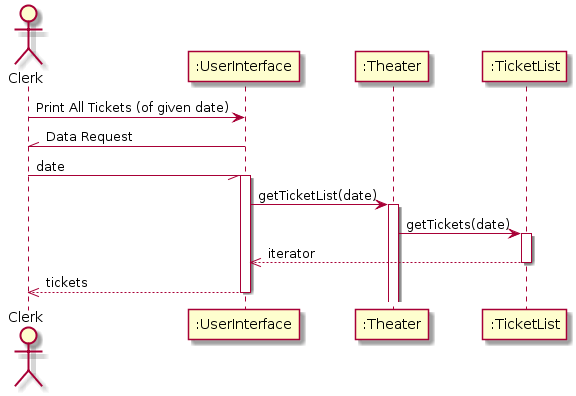 Clerk
:UserInterface
:Theater
:TicketList
Print All Tickets (of given date)
Data Request
date
getTicketList(date)
getTickets(date)
iterator
tickets
Clerk
:UserInterface
:Theater
:TicketList